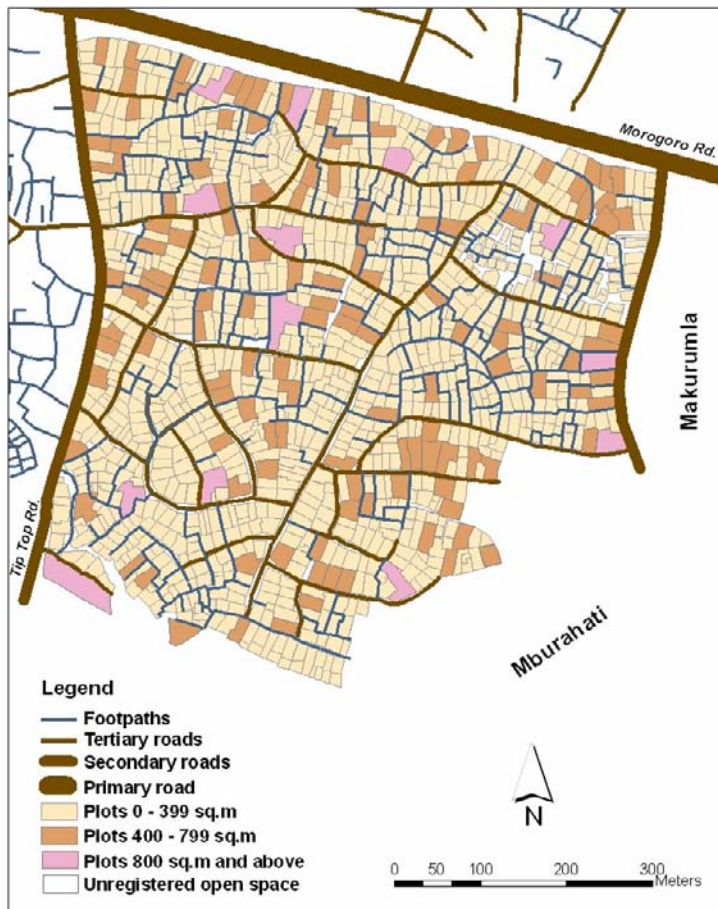 Morogoro Rd.
Makurumla
Tip Top Rd.
Mburahati
Legend
Footpaths
Tertiary roads
Secondary roads
Primary road
Plots 0 - 399 sq.m
Plots 400 - 799 sq.m
Plots 800 sq.m and above
Unregistered open space
N
0 50 100 200 300
Meters